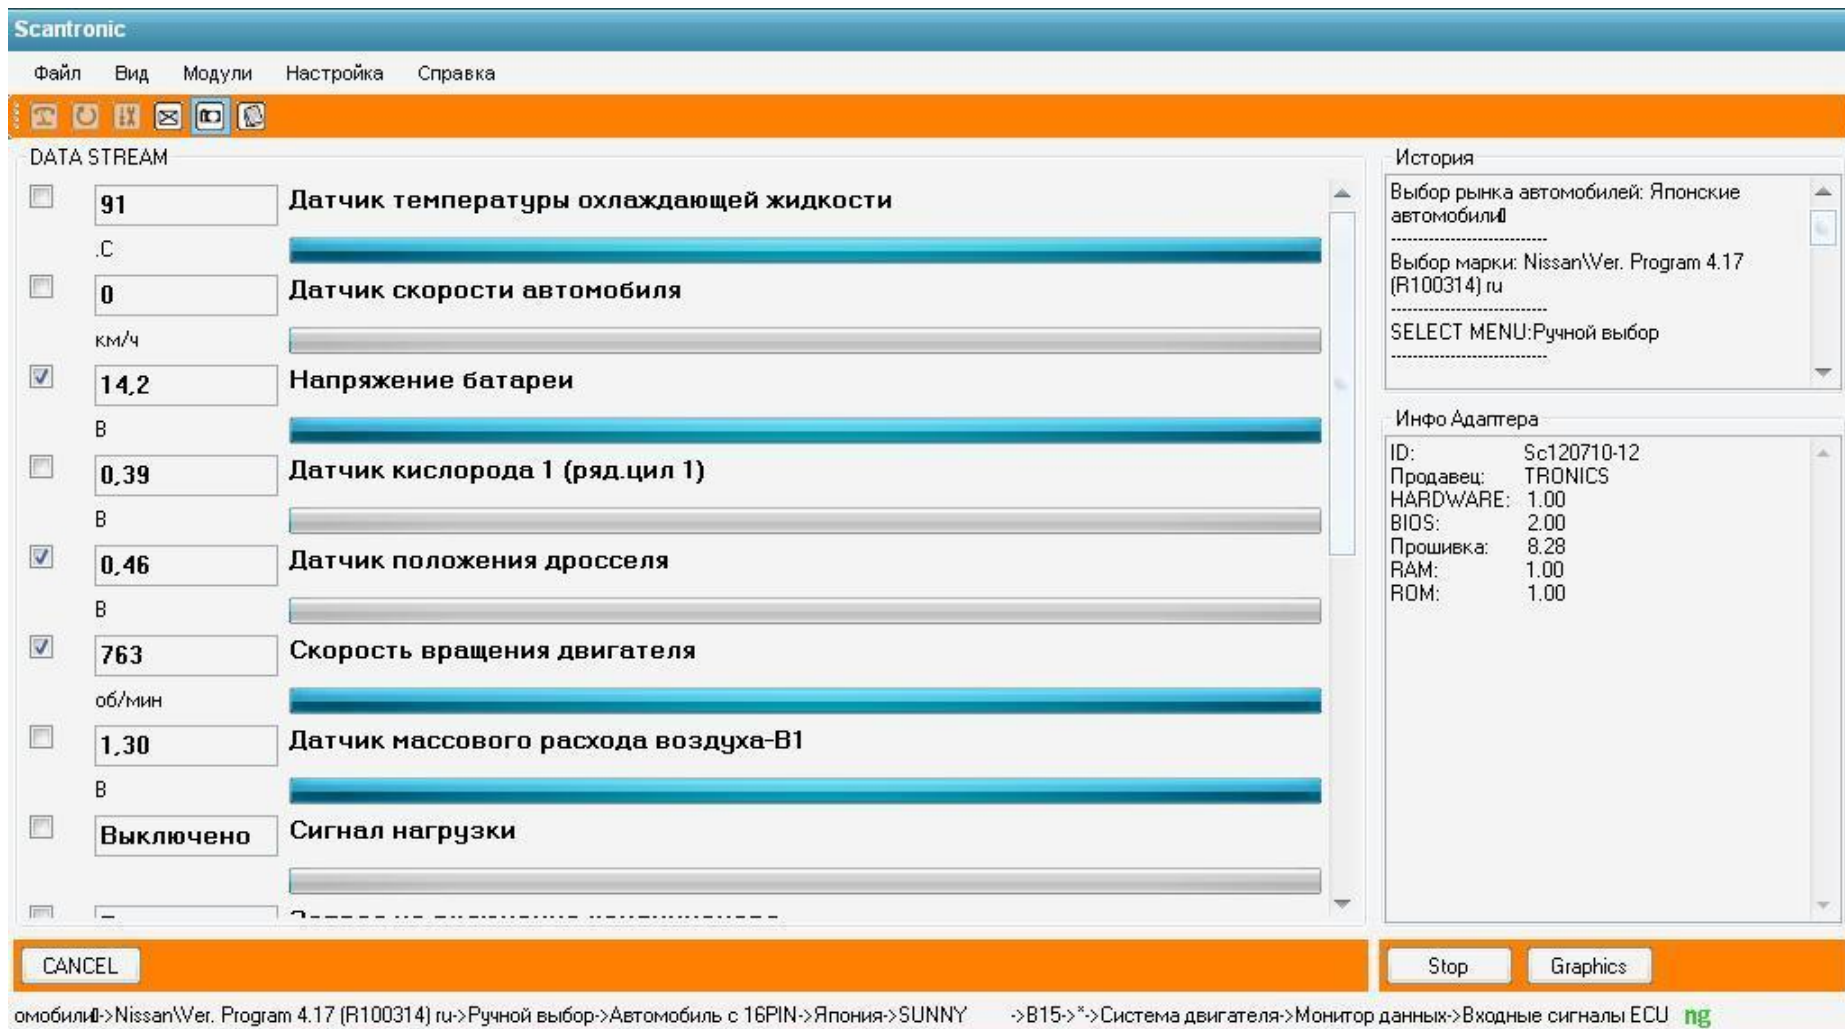 Scantronic
Файл Вид Модули Настройка Справка
DATA STREAM
91 Датчик температуры охлаждающей жидкости
.C
0 Датчик скорости автомобиля
км/ч
14,2 Напряжение батареи
В
0,39 Датчик кислорода 1 (ряд.цил 1)
В
0,46 Датчик положения дросселя
В
763 Скорость вращения двигателя
об/мин
1,30 Датчик массового расхода воздуха-В1
В
Выключено Сигнал нагрузки
CANCEL
История
Выбор рынка автомобилей: Японские
автомобили
----------------------------
Выбор марки: Nissan\Ver. Program 4.17
(R100314) ru
----------------------------
SELECT MENU:Ручной выбор
----------------------------
Инфо Адаптера
ID: Sc120710-12
Продавец: TRONICS
HARDWARE: 1.00
BIOS: 2.00
Прошивка: 8.28
RAM: 1.00
ROM: 1.00
Stop Graphics
омобили->Nissan\Ver. Program 4.17 (R100314) ru->Ручной выбор->Автомобиль с 16PIN->Япония->SUNNY ->B15->*->Система двигателя->Монитор данных->Входные сигналы ECU ng